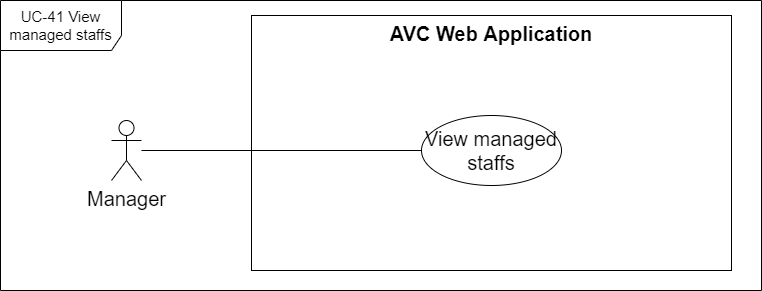 UC-41 View
managed staffs
AVC Web Application
View managed
staffs
Manager